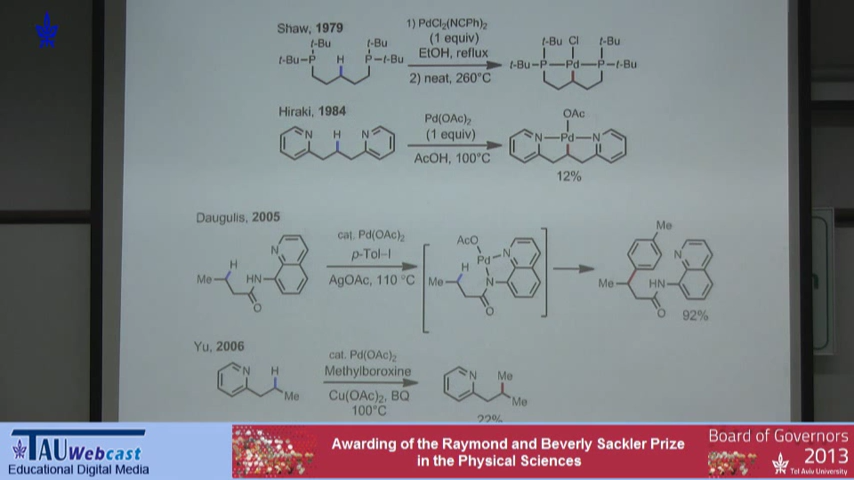 Shaw, 1979
t-Bu
t-Bu–P
H
t-Bu
P–t-Bu
1) PdCl2(NCPh)2
(1 equiv)
EtOH, reflux
2) neat, 260°C
t-Bu Cl t-Bu
t-Bu–P–Pd–P–t-Bu
Hiraki, 1984
N H N
Pd(OAc)2
(1 equiv)
AcOH, 100°C
OAc
N–Pd–N
12%
Daugulis, 2005
H
N
Me
HN
O
cat. Pd(OAc)2
p-Tol–I
AgOAc, 110 °C
AcO
Pd
N
H
Me
N
O
Me
N
Me
HN
O
92%
Yu, 2006
N H
Me
cat. Pd(OAc)2
Methylboroxine
Cu(OAc)2, BQ
100°C
N Me
Me
TAU Webcast
Educational Digital Media
Awarding of the Raymond and Beverly Sackler Prize
in the Physical Sciences
Board of Governors
2013
Tel Aviv University